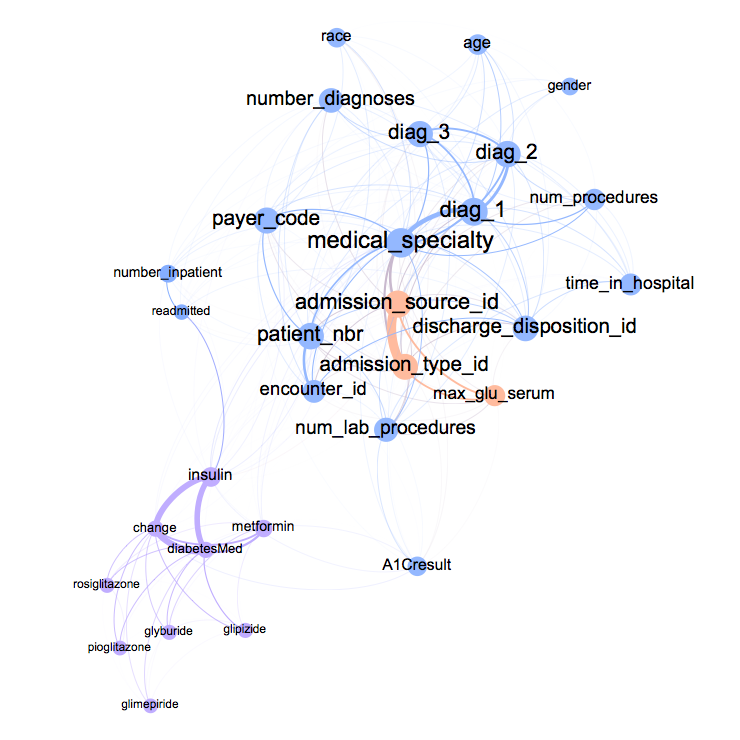 race
age
gender
number_diagnoses
diag_3
diag_2
num_procedures
diag_1
payer_code
medical_specialty
number_inpatient
time_in_hospital
admission_source_id
readmitted
discharge_disposition_id
patient_nbr
admission_type_id
encounter_id
max_glu_serum
num_lab_procedures
insulin
change
metformin
diabetesMed
A1Cresult
rosiglitazone
glyburide
glipizide
pioglitazone
glimepiride